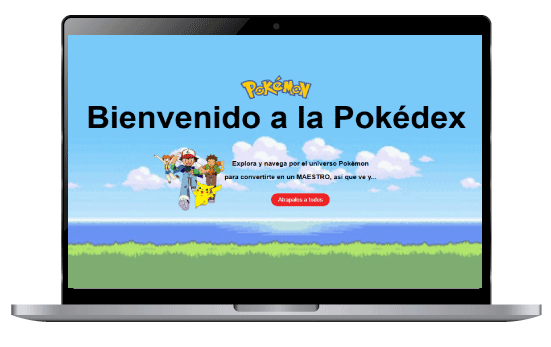 POKéMON
Bienvenido a la Pokédex
Explora y navega por el universo Pokémon
para convertirte en un MAESTRO, así que ve y...
Atrapalos a todos